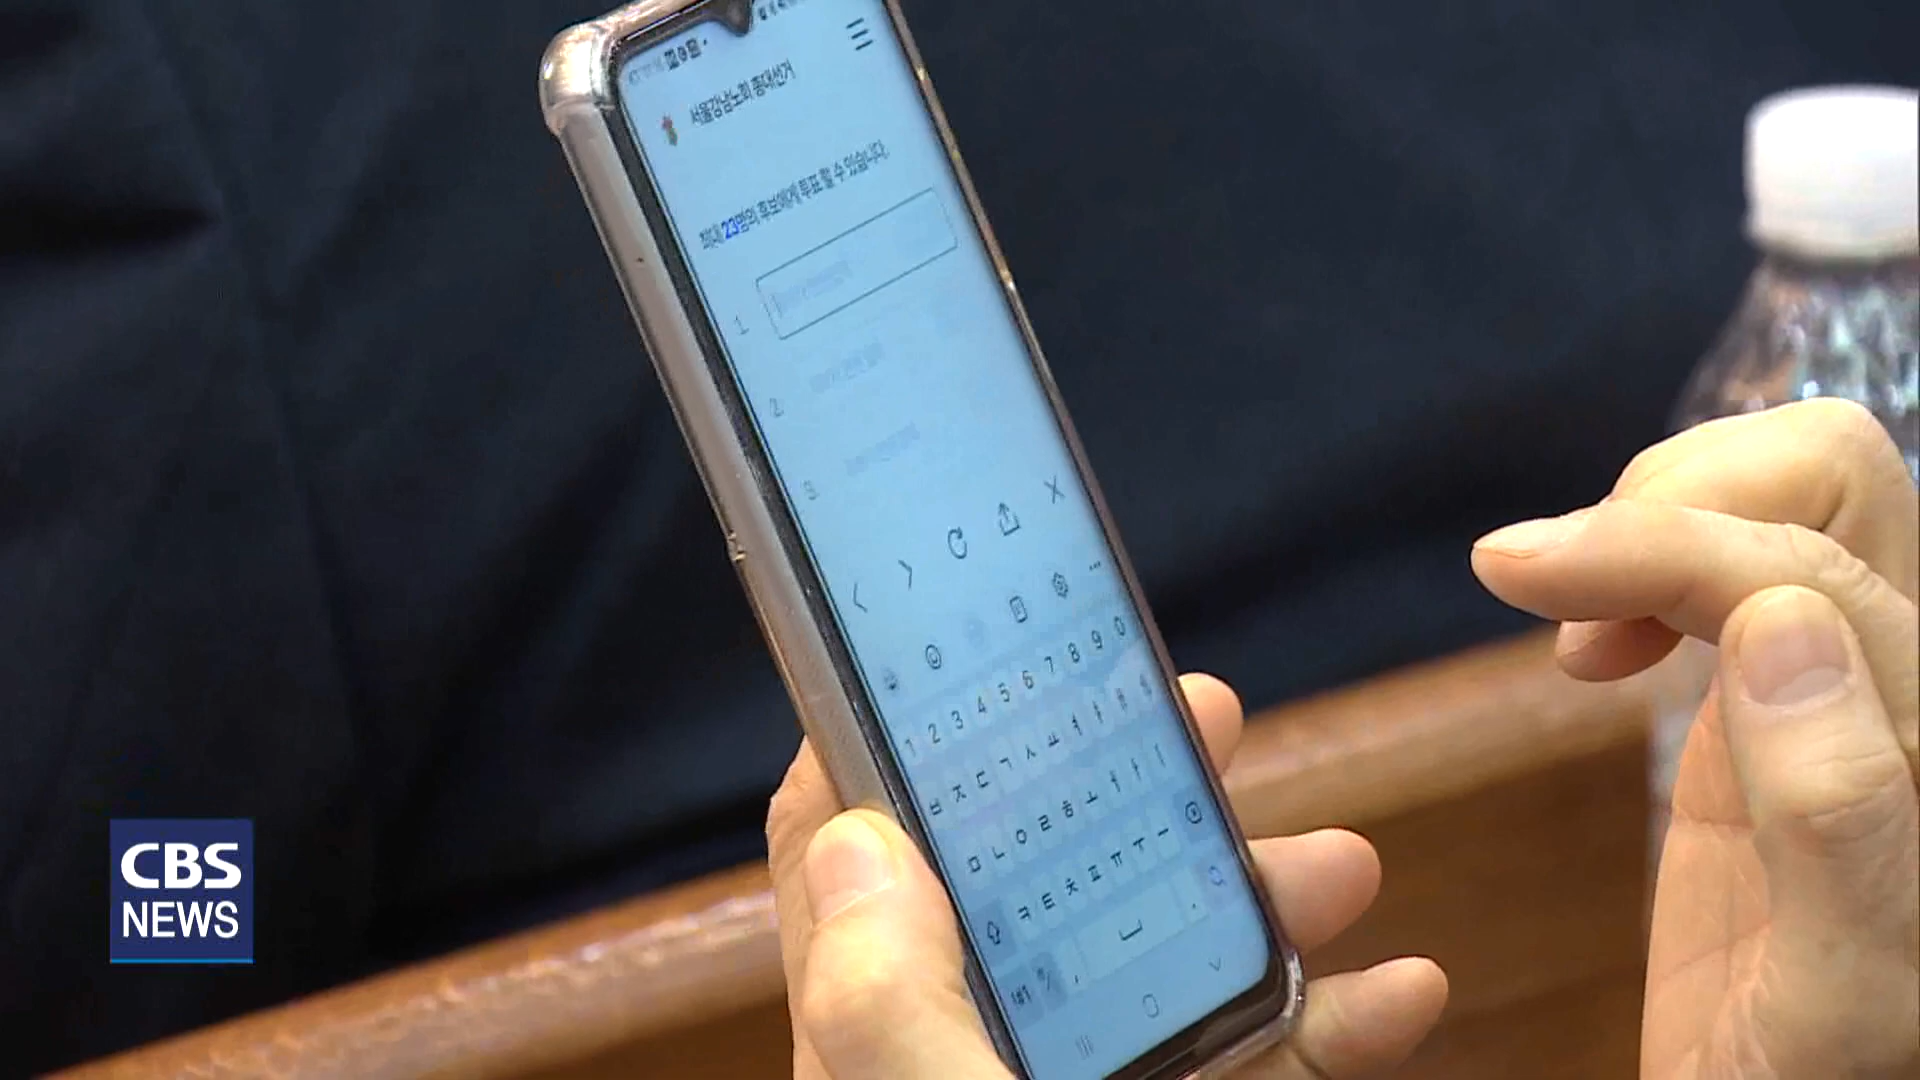 서울강남노회 총대선거
최대 23명의 후보에게 투표 할 수 있습니다.
1.
2.
3
1 2 3 4 5 6 7 8 9 0
ㅂ ㅈ ㄷ ㄱ ㅅ ㅛ ㅕ ㅑ ㅐ ㅔ
ㅁ ㄴ ㅇ ㄹ ㅎ ㅗ ㅓ ㅏ ㅣ
ㅋ ㅌ ㅊ ㅍ ㅠ ㅜ ㅡ
!#1 , .
CBS
NEWS